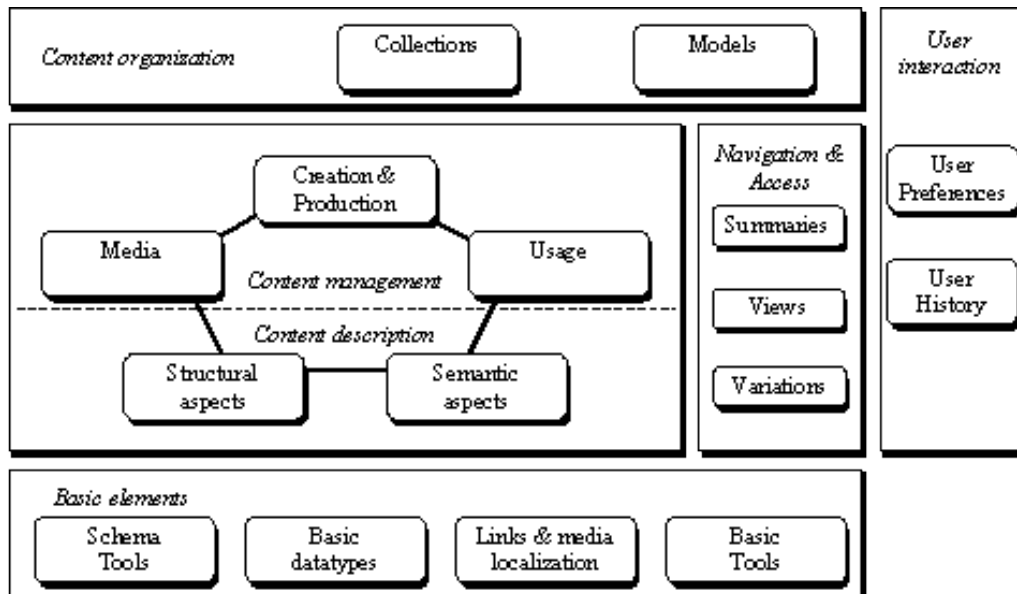 Content organization
Collections
Models
User
interaction
Creation &
Production
Media
Usage
Content management
Content description
Structural
aspects
Semantic
aspects
Navigation &
Access
Summaries
Views
Variations
User
Preferences
User
History
Basic elements
Schema
Tools
Basic
datatypes
Links & media
localization
Basic
Tools